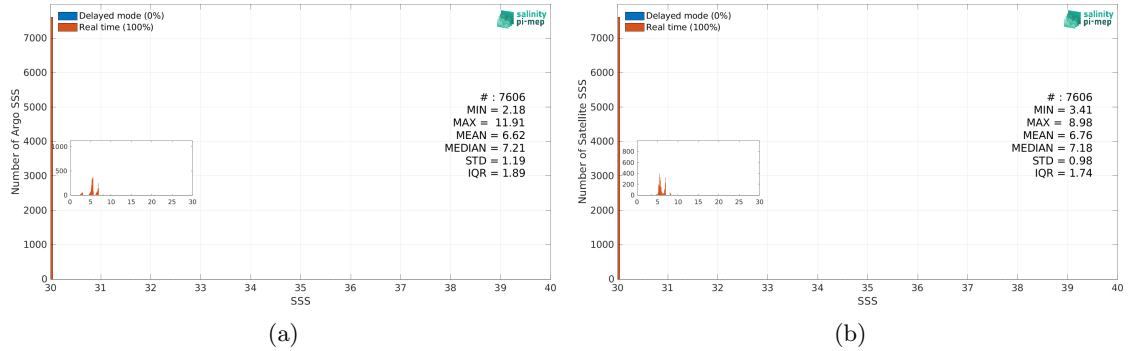 Delayed mode (0%)
Real time (100%)
salinity
pi-mep
7000
6000
5000
4000
3000
2000
1000
0
Number of Argo SSS
# : 7606
MIN = 2.18
MAX = 11.91
MEAN = 6.62
MEDIAN = 7.21
STD = 1.19
IQR = 1.89
1000
500
0
0 5 10 15 20 25 30
30 31 32 33 34 35 36 37 38 39 40
SSS
(a)
Delayed mode (0%)
Real time (100%)
salinity
pi-mep
7000
6000
5000
4000
3000
2000
1000
0
Number of Satellite SSS
# : 7606
MIN = 3.41
MAX = 8.98
MEAN = 6.76
MEDIAN = 7.18
STD = 0.98
IQR = 1.74
800
600
400
200
0
0 5 10 15 20 25 30
30 31 32 33 34 35 36 37 38 39 40
SSS
(b)